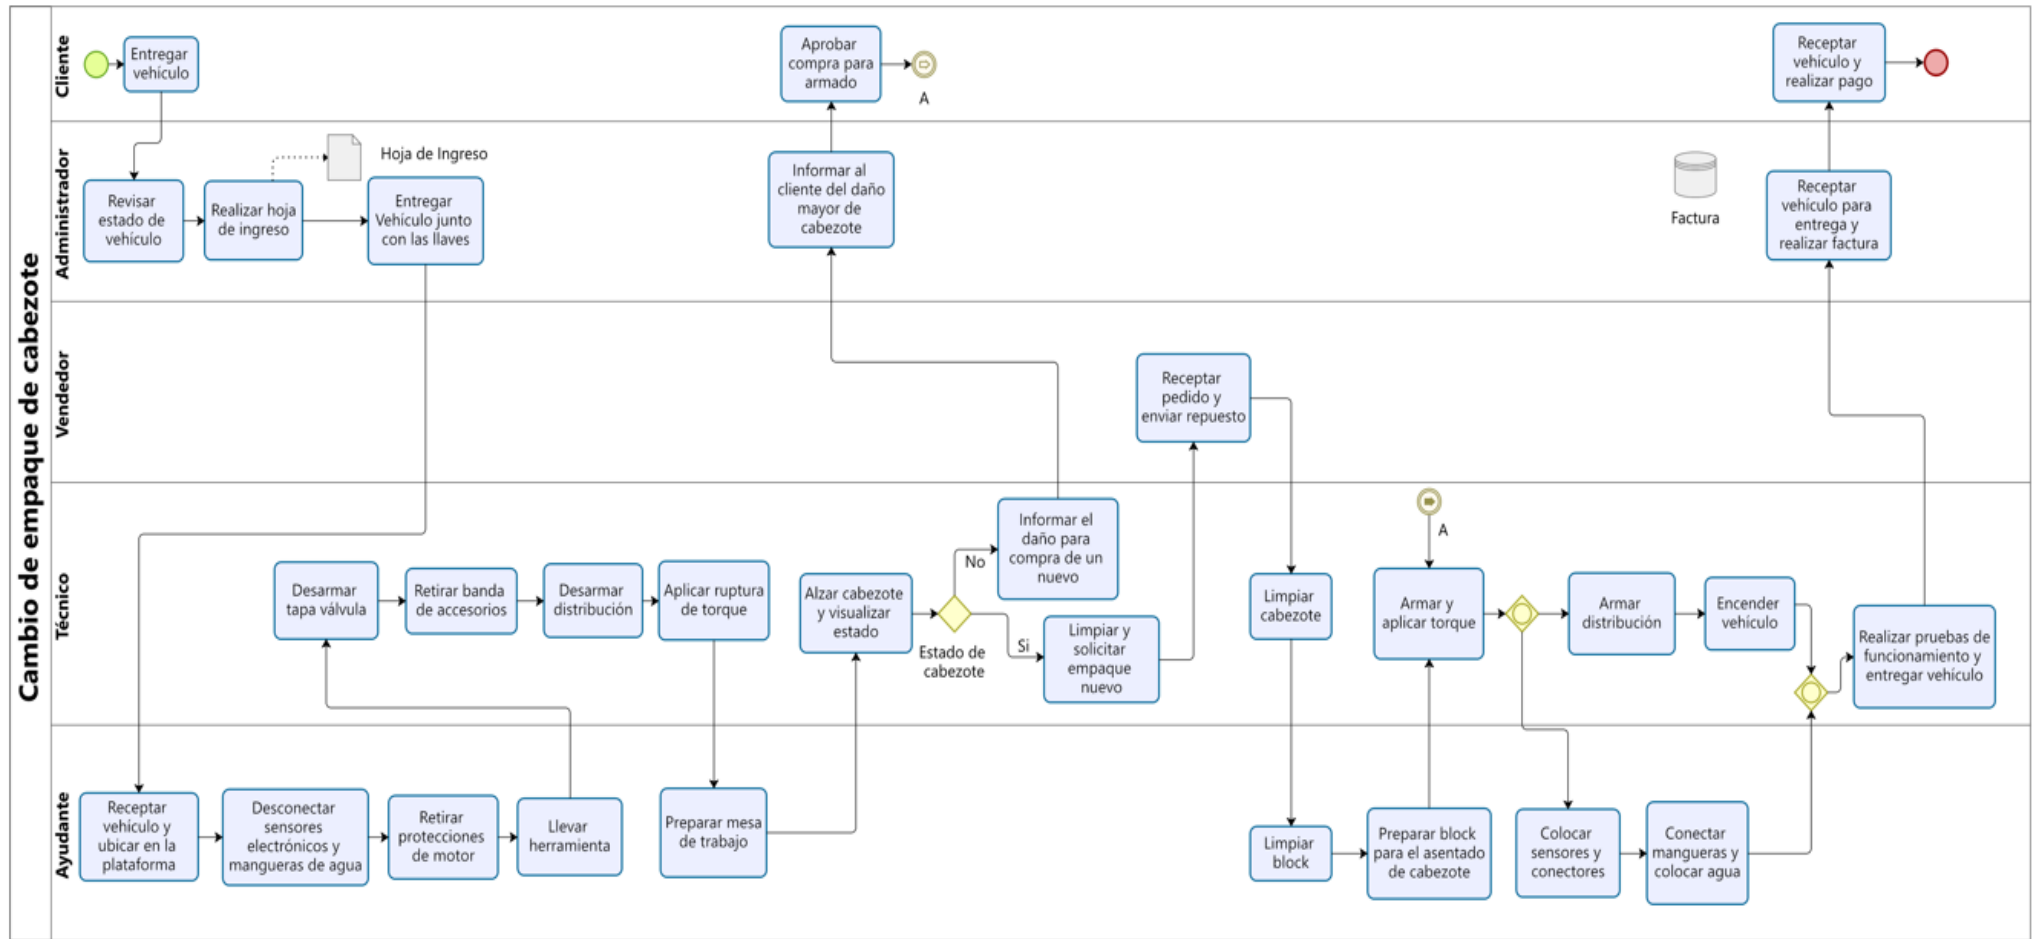 Cambio de empaque de cabezote
Cliente
Entregar
vehículo
Aprobar
compra para
armado
A
Receptar
vehículo y
realizar pago
Administrador
Revisar
estado de
vehículo
Realizar hoja
de ingreso
Hoja de Ingreso
Entregar
Vehículo junto
con las llaves
Informar al
cliente del daño
mayor de
cabezote
Factura
Receptar
vehículo para
entrega y
realizar factura
Vendedor
Receptar
pedido y
enviar repuesto
Técnico
Desarmar
tapa válvula
Retirar banda
de accesorios
Desarmar
distribución
Aplicar ruptura
de torque
Alzar cabezote
y visualizar
estado
Estado de
cabezote
No
Informar el
daño para
compra de un
nuevo
Si
Limpiar y
solicitar
empaque
nuevo
Limpiar
cabezote
A
Armar y
aplicar torque
Armar
distribución
Encender
vehículo
Realizar pruebas de
funcionamiento y
entregar vehículo
Ayudante
Receptar
vehículo y
ubicar en la
plataforma
Desconectar
sensores
electrónicos y
mangueras de agua
Retirar
protecciones
de motor
Llevar
herramienta
Preparar mesa
de trabajo
Limpiar
block
Preparar block
para el asentado
de cabezote
Colocar
sensores y
conectores
Conectar
mangueras y
colocar agua